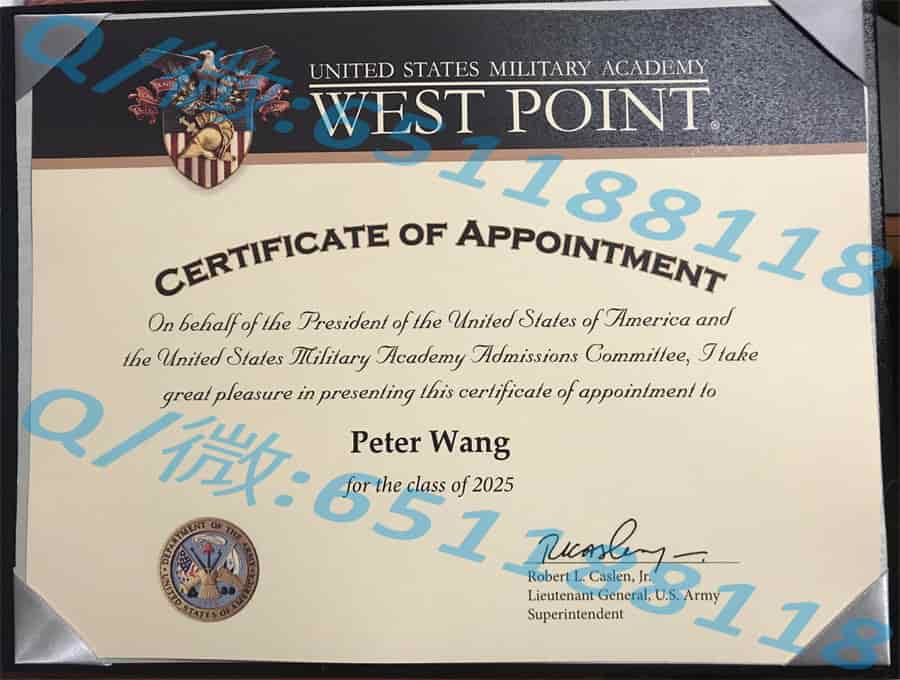 UNITED STATES MILITARY ACADEMY
WEST POINT®
CERTIFICATE OF APPOINTMENT
On behalf of the President of the United States of America and
the United States Military Academy Admissions Committee, I take
great pleasure in presenting this certificate of appointment to
Peter Wang
for the class of 2025
DEPARTMENT OF THE ARMY
UNITED STATES OF AMERICA
Robert L. Caslen, Jr.
Lieutenant General, U.S. Army
Superintendent
Q/微:651188118
Q/微:651188118